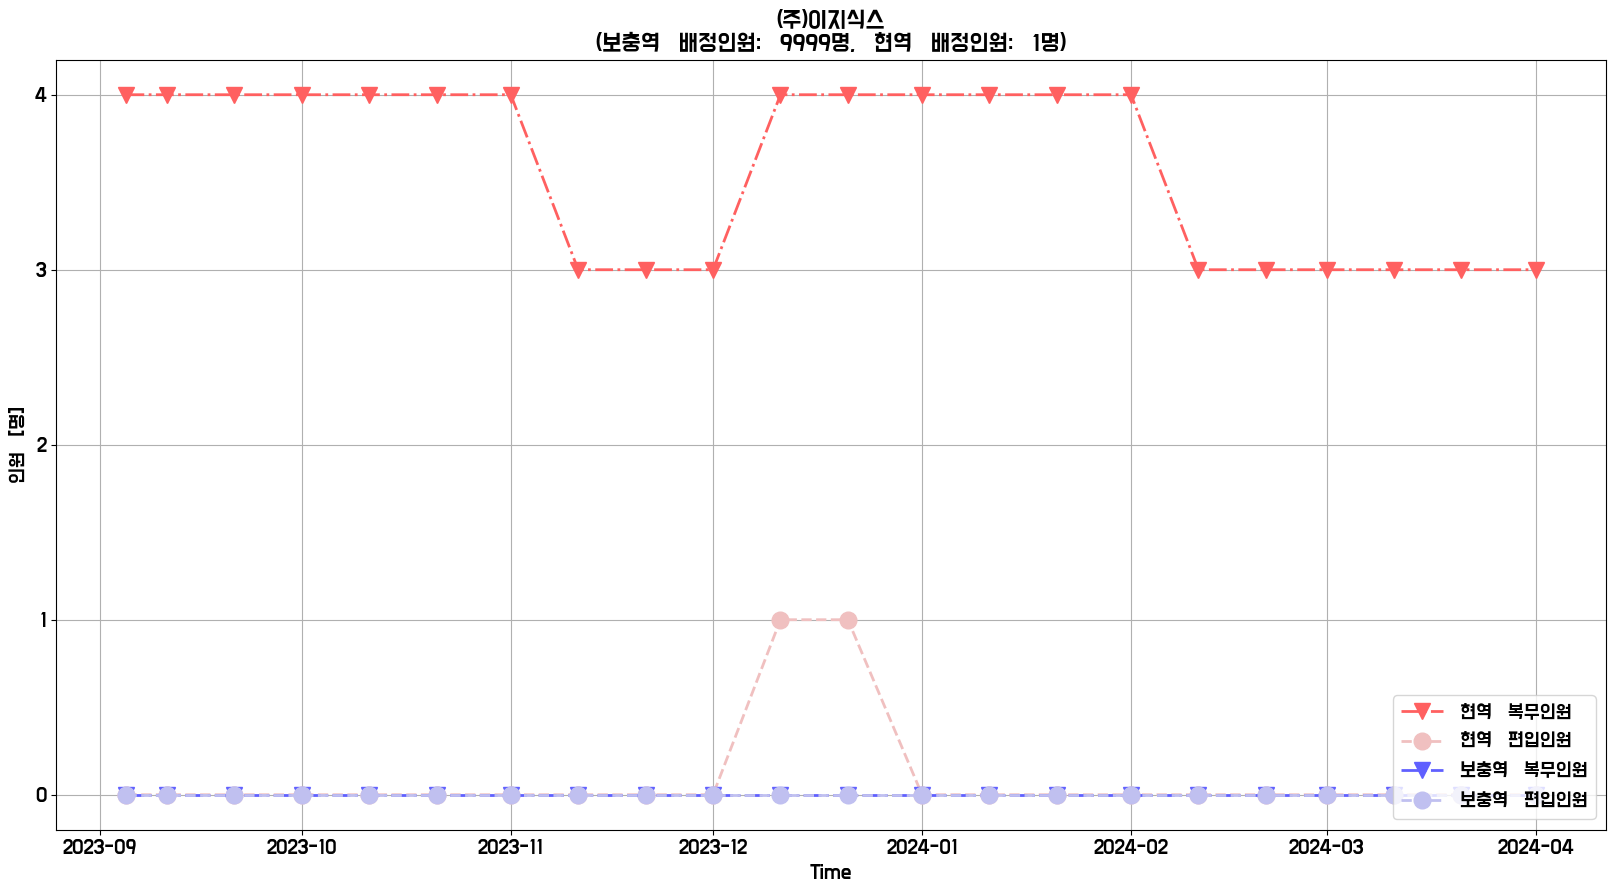 (주)이지식스
(보충역 배정인원: 9999명, 현역 배정인원: 1명)
4
3
2
1
0
인원 [명]
현역 복무인원
현역 편입인원
보충역 복무인원
보충역 편입인원
2023-09 2023-10 2023-11 2023-12 2024-01 2024-02 2024-03 2024-04
Time